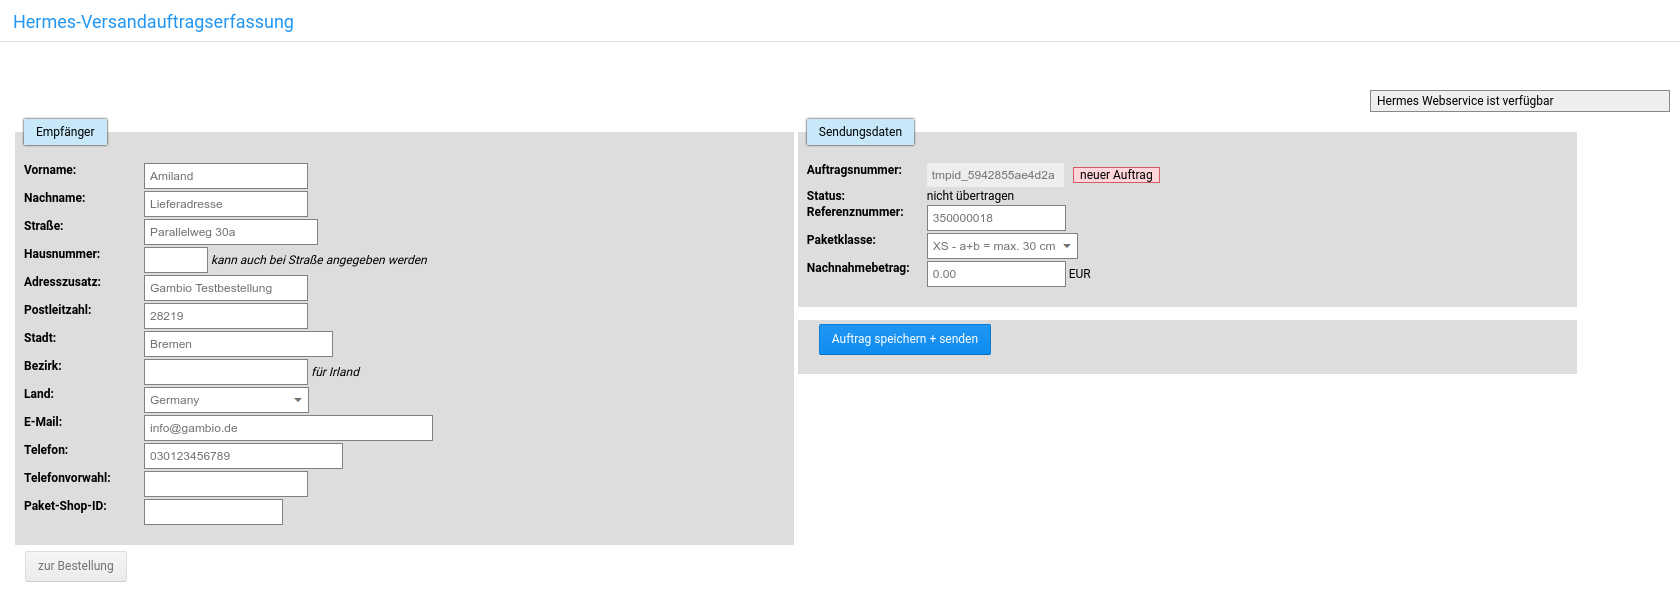 Hermes-Versandauftragserfassung
Hermes Webservice ist verfügbar
Empfänger
Vorname: Amiland
Nachname: Lieferadresse
Straße: Parallelweg 30a
Hausnummer: kann auch bei Straße angegeben werden
Adresszusatz: Gambio Testbestellung
Postleitzahl: 28219
Stadt: Bremen
Bezirk: für Irland
Land: Germany
E-Mail: info@gambio.de
Telefon: 030123456789
Telefonvorwahl:
Paket-Shop-ID:
zur Bestellung
Sendungsdaten
Auftragsnummer: tmpid_5942855ae4d2a neuer Auftrag
Status: nicht übertragen
Referenznummer: 350000018
Paketklasse: XS - a+b = max. 30 cm
Nachnahmebetrag: 0.00 EUR
Auftrag speichern + senden